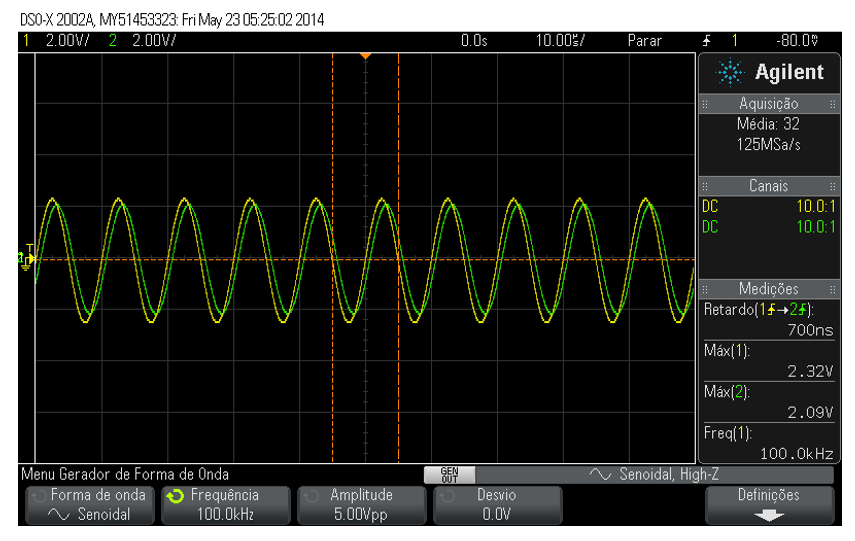 DSO-X 2002A, MY51453323: Fri May 23 05:25:02 2014
1 2.00V/ 2 2.00V/ 0.0s 10.00µs/ Parar 1 -80.0V
Agilent
Aquisição
Média: 32
125MSa/s
Canais
DC 10.0:1
DC 10.0:1
Medições
Retardo(1→2):
700ns
Máx(1):
2.32V
Máx(2):
2.09V
Freq(1):
100.0kHz
T
Menu Gerador de Forma de Onda
GEN OUT
Senoidal, High-Z
Forma de onda
Senoidal
Frequência
100.0kHz
Amplitude
5.00Vpp
Desvio
0.0V
Definições